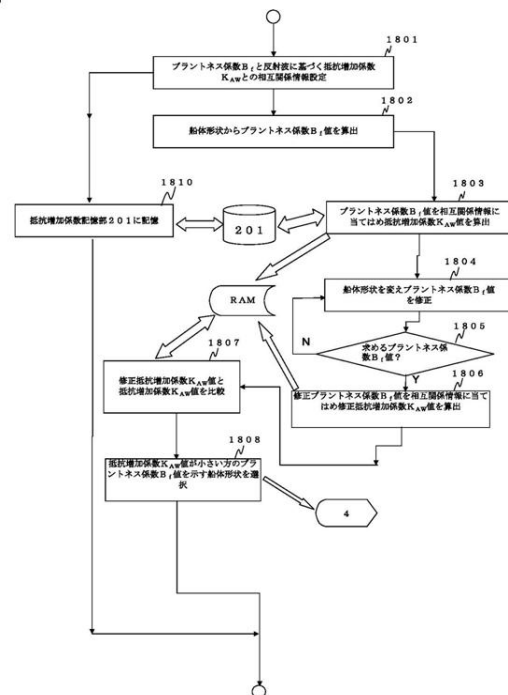 1801
ブラントネス係数Bfと反射波に基づく抵抗増加係数
KAWとの相互関係情報設定
1802
船体形状からブラントネス係数Bf値を算出
1810
抵抗増加係数記憶部201に記憶
201
1803
ブラントネス係数Bf値を相互関係情報に
当てはめ抵抗増加係数KAW値を算出
1804
船体形状を変えブラントネス係数Bf値
を修正
RAM
N
1805
求めるブラントネス係
数Bf値?
Y
1806
修正ブラントネス係数Bf値を相互関係情報に当て
はめ修正抵抗増加係数KAW値を算出
1807
修正抵抗増加係数KAW値と
抵抗増加係数KAW値を比較
1808
抵抗増加係数KAW値が小さい方のブラ
ントネス係数Bf値を示す船体形状を選
択
4